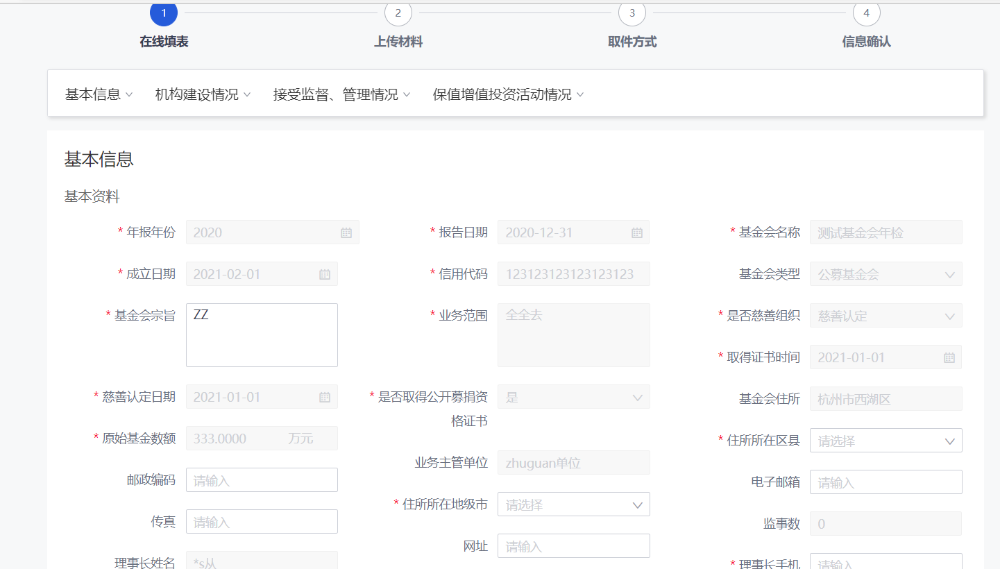 1
2
3
4
在线填表
上传材料
取件方式
信息确认
基本信息
机构建设情况
接受监督、管理情况
保值增值投资活动情况
基本信息
基本资料
* 年报年份 2020
* 报告日期 2020-12-31
* 基金会名称 测试基金会年检
* 成立日期 2021-02-01
* 信用代码 123123123123123123
基金会类型 公募基金会
* 基金会宗旨 ZZ
* 业务范围 全全去
* 是否慈善组织 慈善认定
* 取得证书时间 2021-01-01
* 慈善认定日期 2021-01-01
* 是否取得公开募捐资 是
格证书
基金会住所 杭州市西湖区
* 原始基金数额 333.0000 万元
* 住所所在区县 请选择
业务主管单位 zhuguan单位
邮政编码 请输入
电子邮箱 请输入
* 住所所在地级市 请选择
传真 请输入
监事数 0
网址 请输入
理事长姓名 *s从
* 理事长手机 请输入